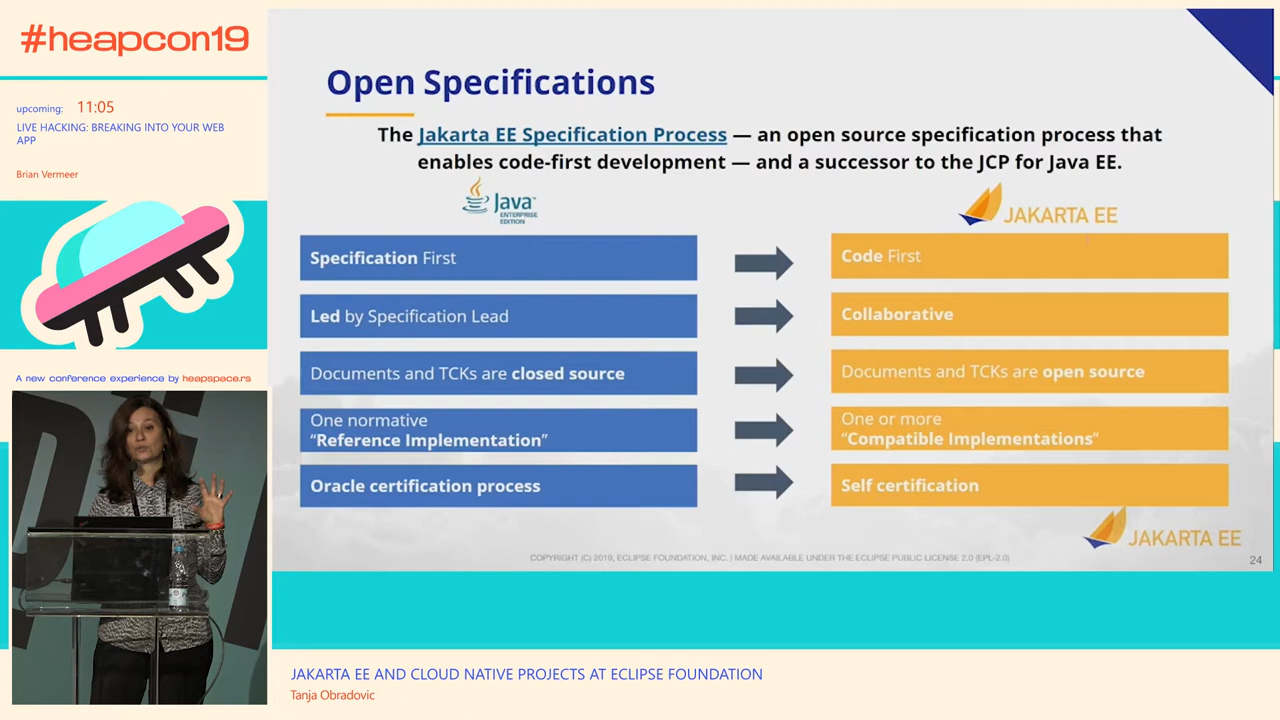 #heapcon19
upcoming: 11:05
LIVE HACKING: BREAKING INTO YOUR WEB
APP
Brian Vermeer
A new conference experience by heapspace.rs
Open Specifications
The Jakarta EE Specification Process — an open source specification process that
enables code-first development — and a successor to the JCP for Java EE.
Java™
ENTERPRISE
EDITION
JAKARTA EE
Specification First
Code First
Led by Specification Lead
Collaborative
Documents and TCKs are closed source
Documents and TCKs are open source
One normative
“Reference Implementation”
One or more
“Compatible Implementations”
Oracle certification process
Self certification
JAKARTA EE
COPYRIGHT (C) 2019, ECLIPSE FOUNDATION, INC. | MADE AVAILABLE UNDER THE ECLIPSE PUBLIC LICENSE 2.0 (EPL-2.0)
24
JAKARTA EE AND CLOUD NATIVE PROJECTS AT ECLIPSE FOUNDATION
Tanja Obradovic